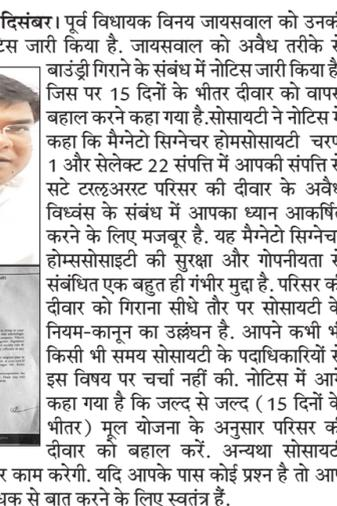 दिसंबर। पूर्व विधायक विनय जायसवाल को उनकी
जारी किया है. जायसवाल को अवैध तरीके
बाउंड्री गिराने के संबंध में नोटिस जारी किया है
जिस पर 15 दिनों के भीतर दीवार को वापस
बहाल करने कहा गया है.सोसायटी ने नोटिस में
कहा कि मैग्नेटो सिग्नेचर होमसोसायटी चरण
1 और सेलेक्ट 22 संपत्ति में आपकी संपत्ति से
सटे टरळअररट परिसर की दीवार के अवैध
विध्वंस के संबंध में आपका ध्यान आकर्षित
करने के लिए मजबूर है. यह मैग्नेटो सिग्नेचर
होम्ससोसाइटी की सुरक्षा और गोपनीयता से
संबंधित एक बहुत ही गंभीर मुद्दा है. परिसर की
दीवार को गिराना सीधे तौर पर सोसायटी के
नियम-कानून का उल्लंघन है. आपने कभी भी
किसी भी समय सोसायटी के पदाधिकारियों से
इस विषय पर चर्चा नहीं की. नोटिस में आगे
कहा गया है कि जल्द से जल्द (15 दिनों के
भीतर) मूल योजना के अनुसार परिसर की
दीवार को बहाल करें. अन्यथा सोसायटी
काम करेगी. यदि आपके पास कोई प्रश्न है तो आप
से बात करने के लिए स्वतंत्र हैं.